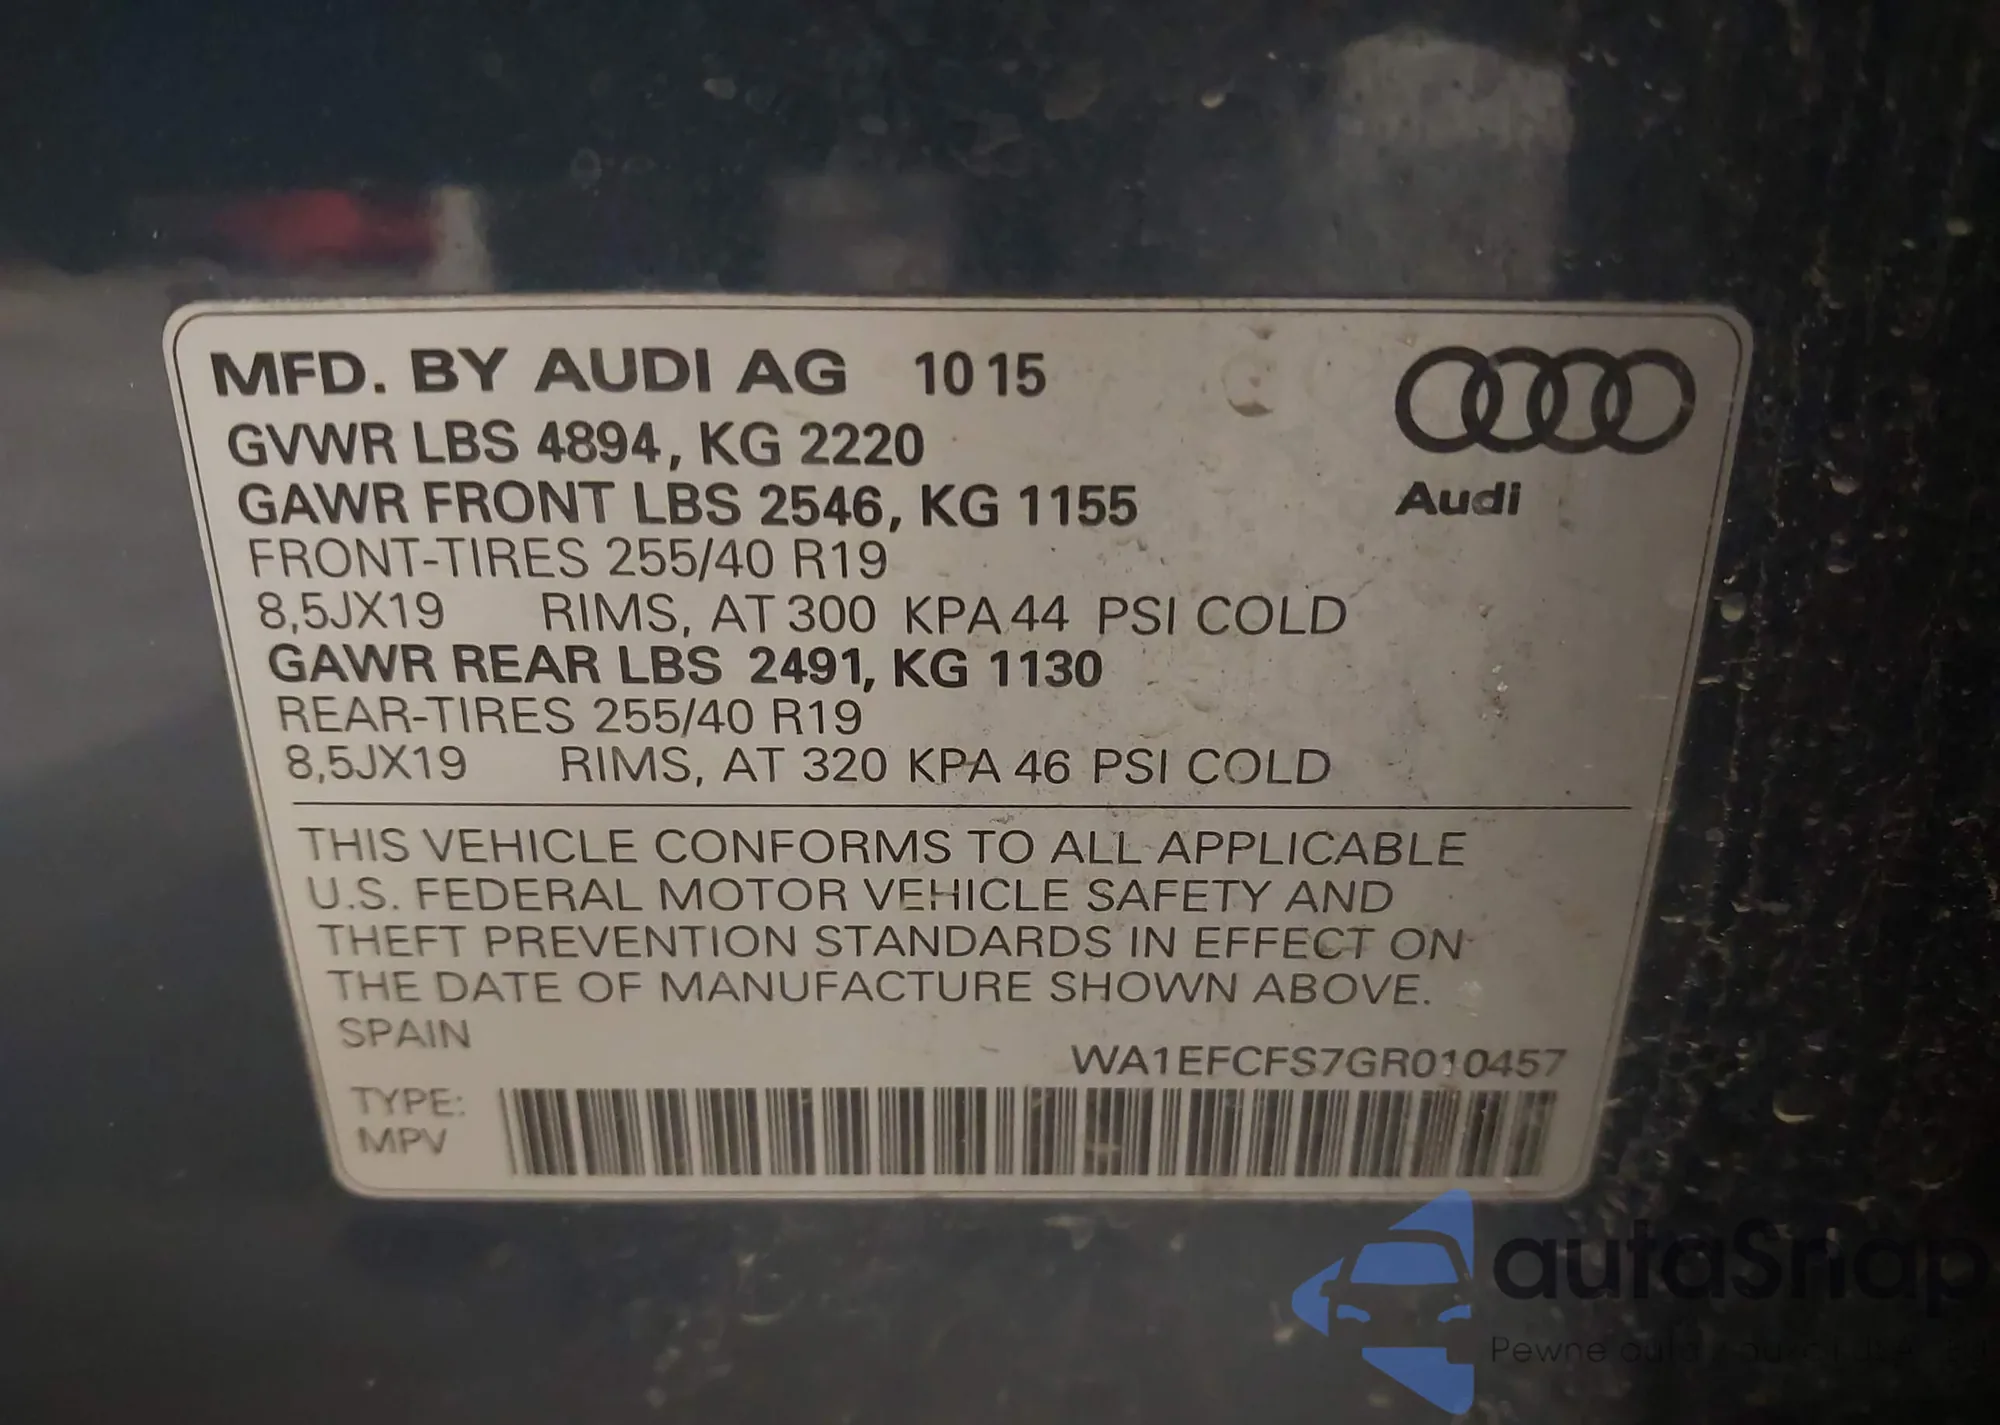 MFD. BY AUDI AG 10 15
GVWR LBS 4894, KG 2220
GAWR FRONT LBS 2546, KG 1155
FRONT-TIRES 255/40 R19
8,5JX19 RIMS, AT 300 KPA 44 PSI COLD
GAWR REAR LBS 2491, KG 1130
REAR-TIRES 255/40 R19
8,5JX19 RIMS, AT 320 KPA 46 PSI COLD
Audi
THIS VEHICLE CONFORMS TO ALL APPLICABLE
U.S. FEDERAL MOTOR VEHICLE SAFETY AND
THEFT PREVENTION STANDARDS IN EFFECT ON
THE DATE OF MANUFACTURE SHOWN ABOVE.
SPAIN
WA1EFCFS7GR010457
TYPE:
MPV
autaSnap
Pewne auta